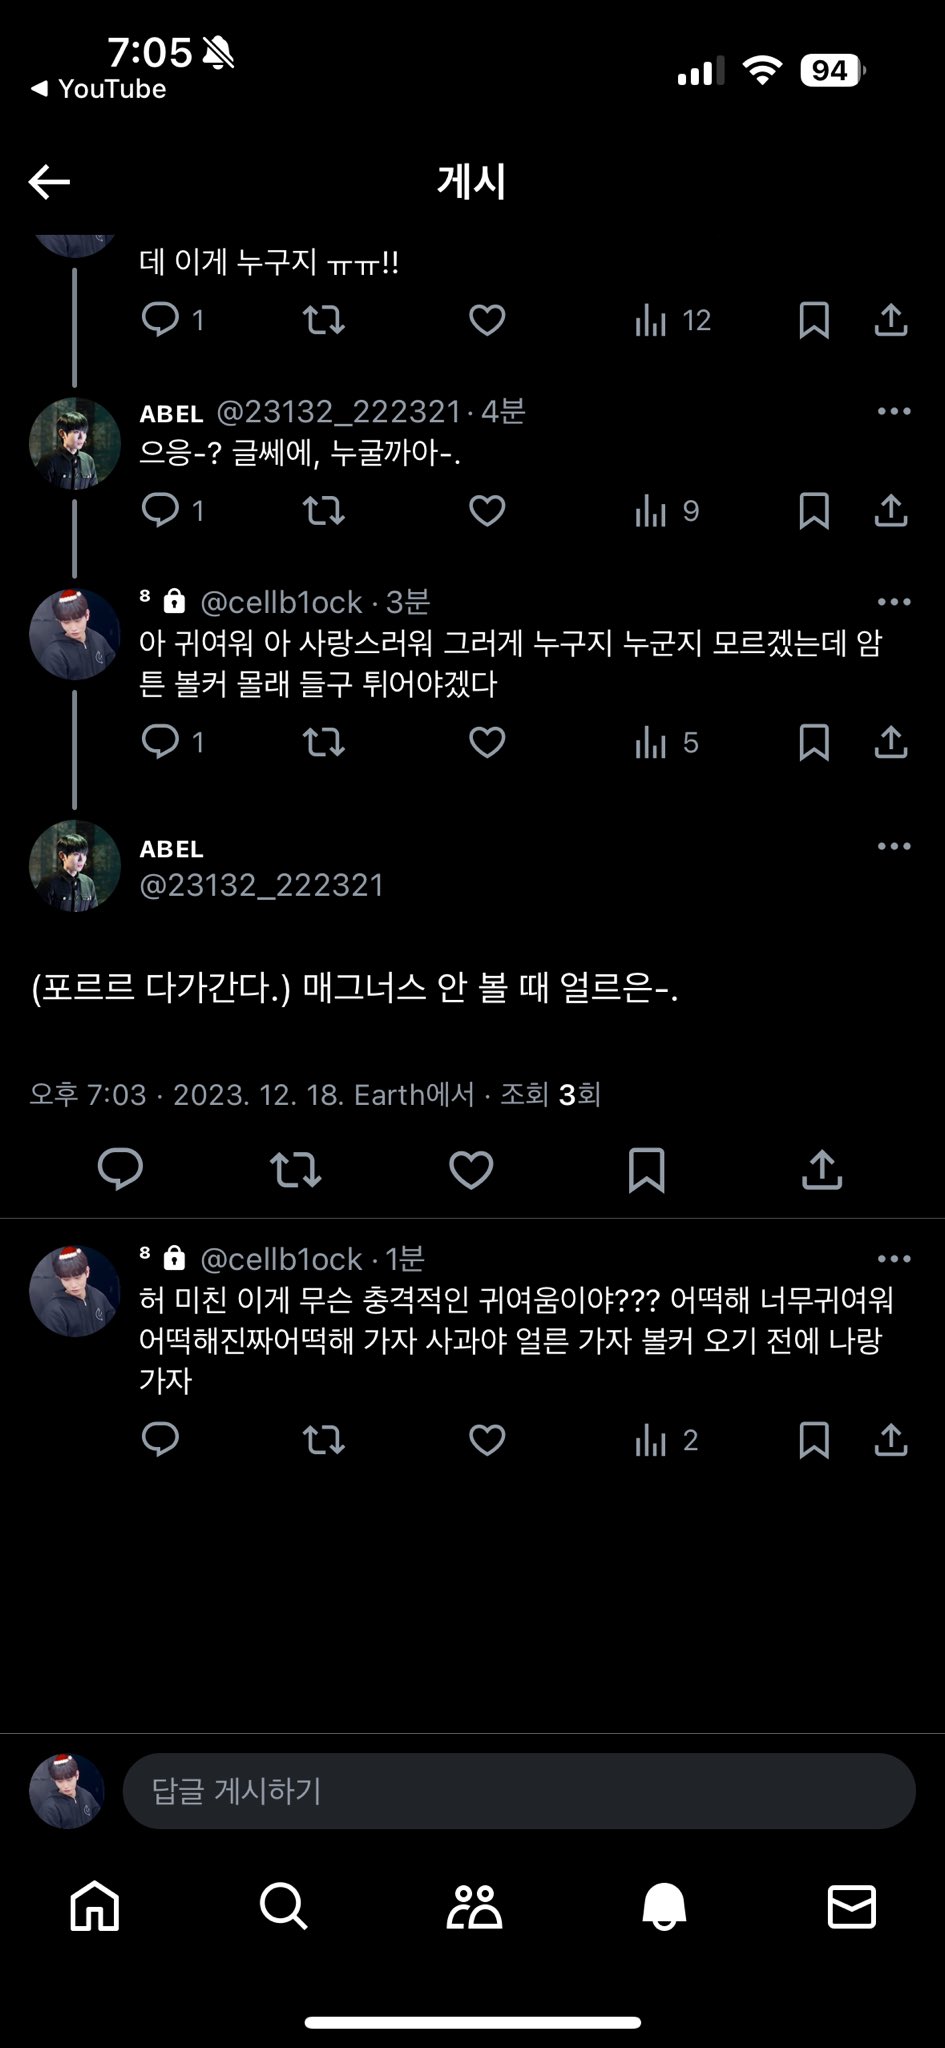 7:05
YouTube
94
게시
데 이게 누구지 ㅠㅠ!!
1 12
ABEL @23132_222321 · 4분
으응-? 글쎄에, 누굴까아-.
1 9
⁸ @cellb1ock · 3분
아 귀여워 아 사랑스러워 그러게 누구지 누군지 모르겠는데 암
튼 볼커 몰래 들구 튀어야겠다
1 5
ABEL
@23132_222321
(포르르 다가간다.) 매그너스 안 볼 때 얼르은-.
오후 7:03 · 2023. 12. 18. Earth에서 · 조회 3회
⁸ @cellb1ock · 1분
허 미친 이게 무슨 충격적인 귀여움이야??? 어떡해 너무귀여워
어떡해진짜어떡해 가자 사과야 얼른 가자 볼커 오기 전에 나랑
가자
2
답글 게시하기